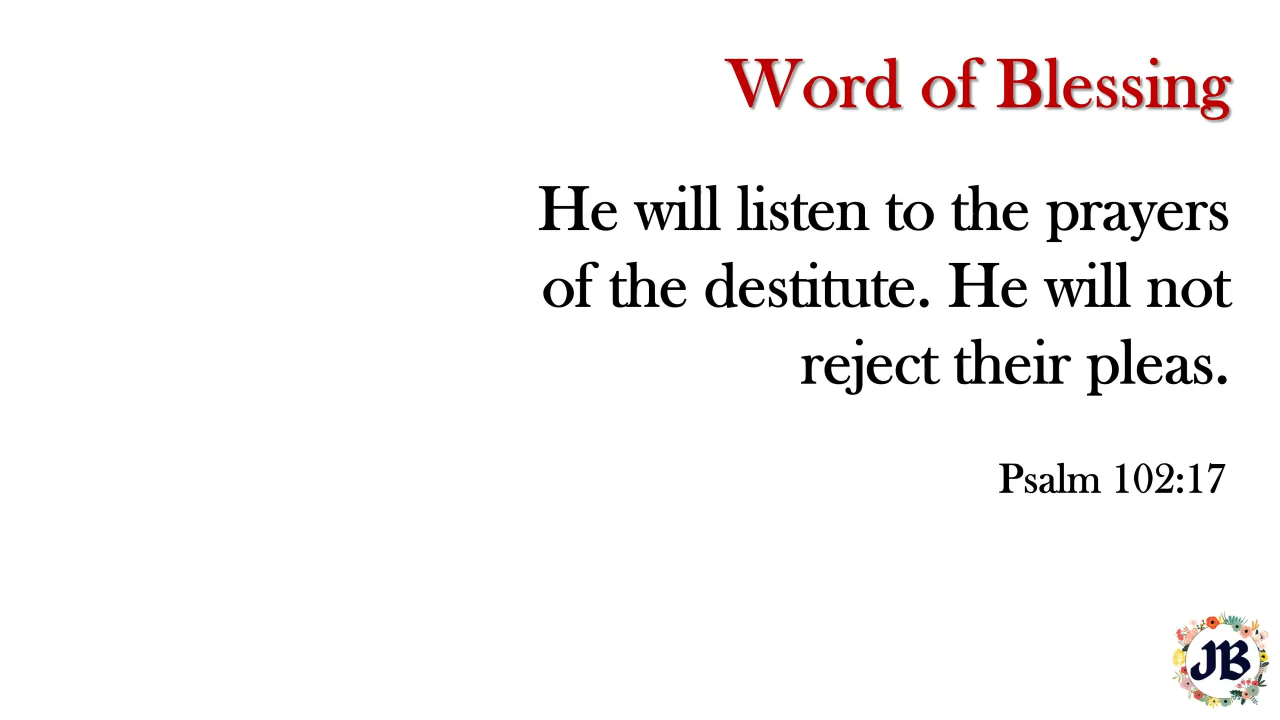 Word of Blessing
He will listen to the prayers
of the destitute. He will not
reject their pleas.
Psalm 102:17
JB